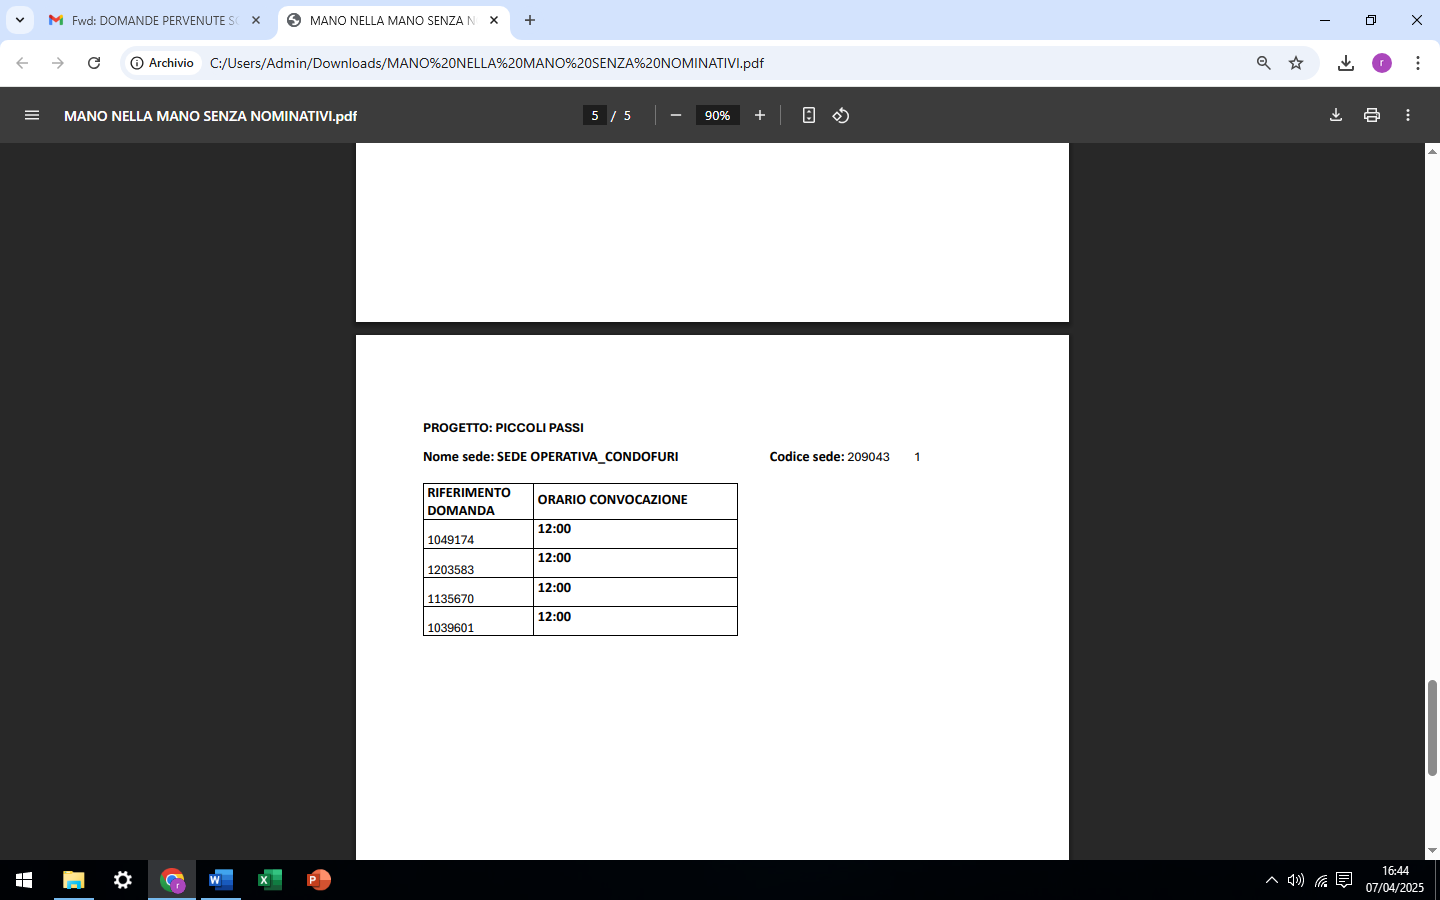 Fwd: DOMANDE PERVENUTE
MANO NELLA MANO SENZA
Archivio
C:/Users/Admin/Downloads/MANO%20NELLA%20MANO%20SENZA%20NOMINATIVI.pdf
r
MANO NELLA MANO SENZA NOMINATIVI.pdf
5 / 5
90%
PROGETTO: PICCOLI PASSI
Nome sede: SEDE OPERATIVA_CONDOFURI Codice sede: 209043 1
RIFERIMENTO DOMANDA ORARIO CONVOCAZIONE
1049174 12:00
1203583 12:00
1135670 12:00
1039601 12:00
16:44
07/04/2025